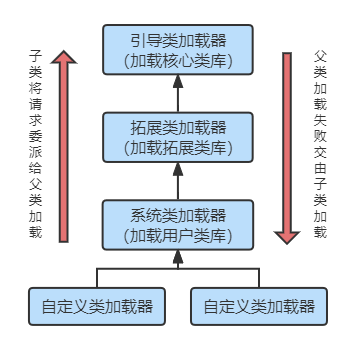 引导类加载器
（加载核心类库）
子类将请求委派给父类加载
父类加载失败交由子类加载
拓展类加载器
（加载拓展类库）
系统类加载器
（加载用户类库）
自定义类加载器
自定义类加载器